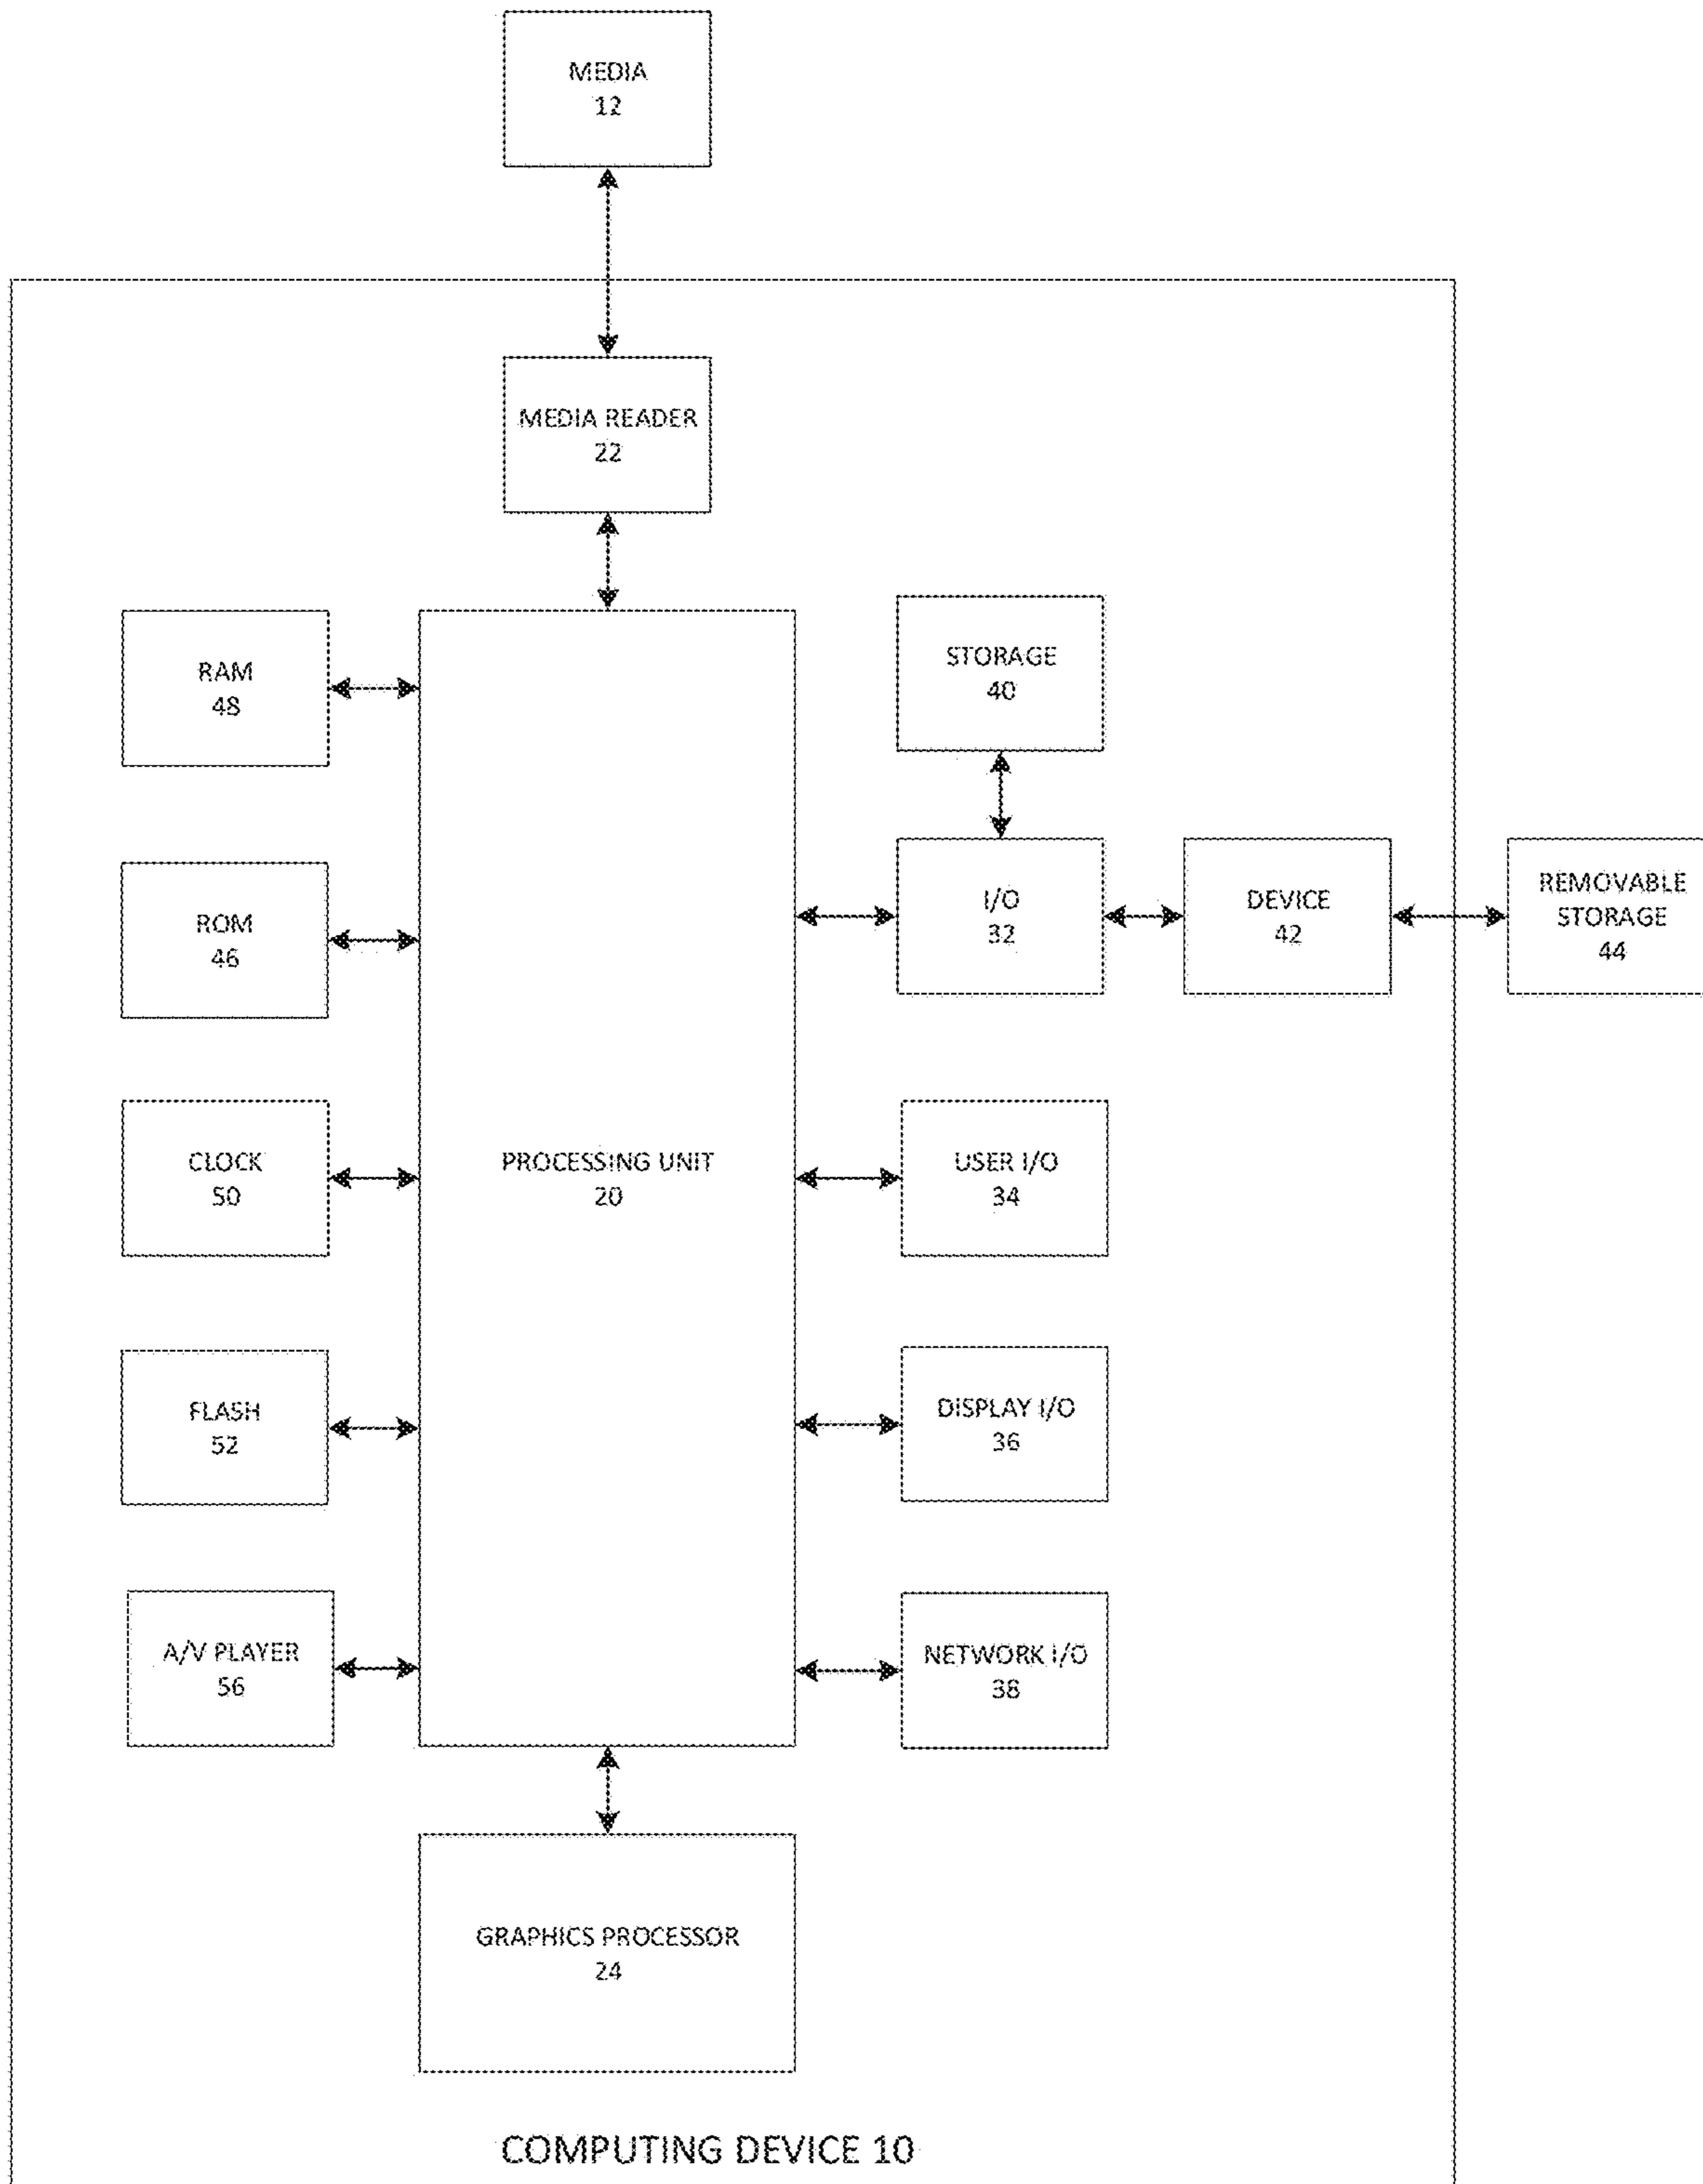 MEDIA
12
MEDIA READER
22
RAM
48
STORAGE
40
ROM
46
I/O
32
DEVICE
42
REMOVABLE
STORAGE
44
CLOCK
50
PROCESSING UNIT
20
USER I/O
34
FLASH
52
DISPLAY I/O
36
A/V PLAYER
56
NETWORK I/O
38
GRAPHICS PROCESSOR
24
COMPUTING DEVICE 10